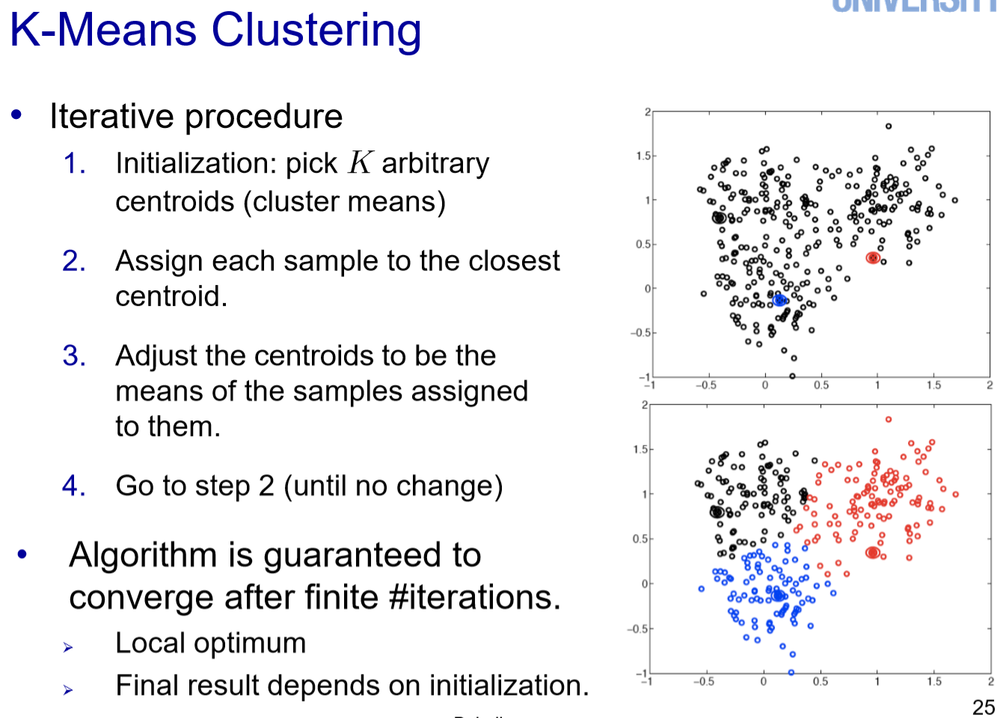 UNIVERSITY
K-Means Clustering
• Iterative procedure
1. Initialization: pick K arbitrary
centroids (cluster means)
2. Assign each sample to the closest
centroid.
3. Adjust the centroids to be the
means of the samples assigned
to them.
4. Go to step 2 (until no change)
• Algorithm is guaranteed to
converge after finite #iterations.
➢ Local optimum
➢ Final result depends on initialization.
2
1.5
1
0.5
0
−0.5
−1
−1 −0.5 0 0.5 1 1.5 2
2
1.5
1
0.5
0
−0.5
−1
−1 −0.5 0 0.5 1 1.5 2
25